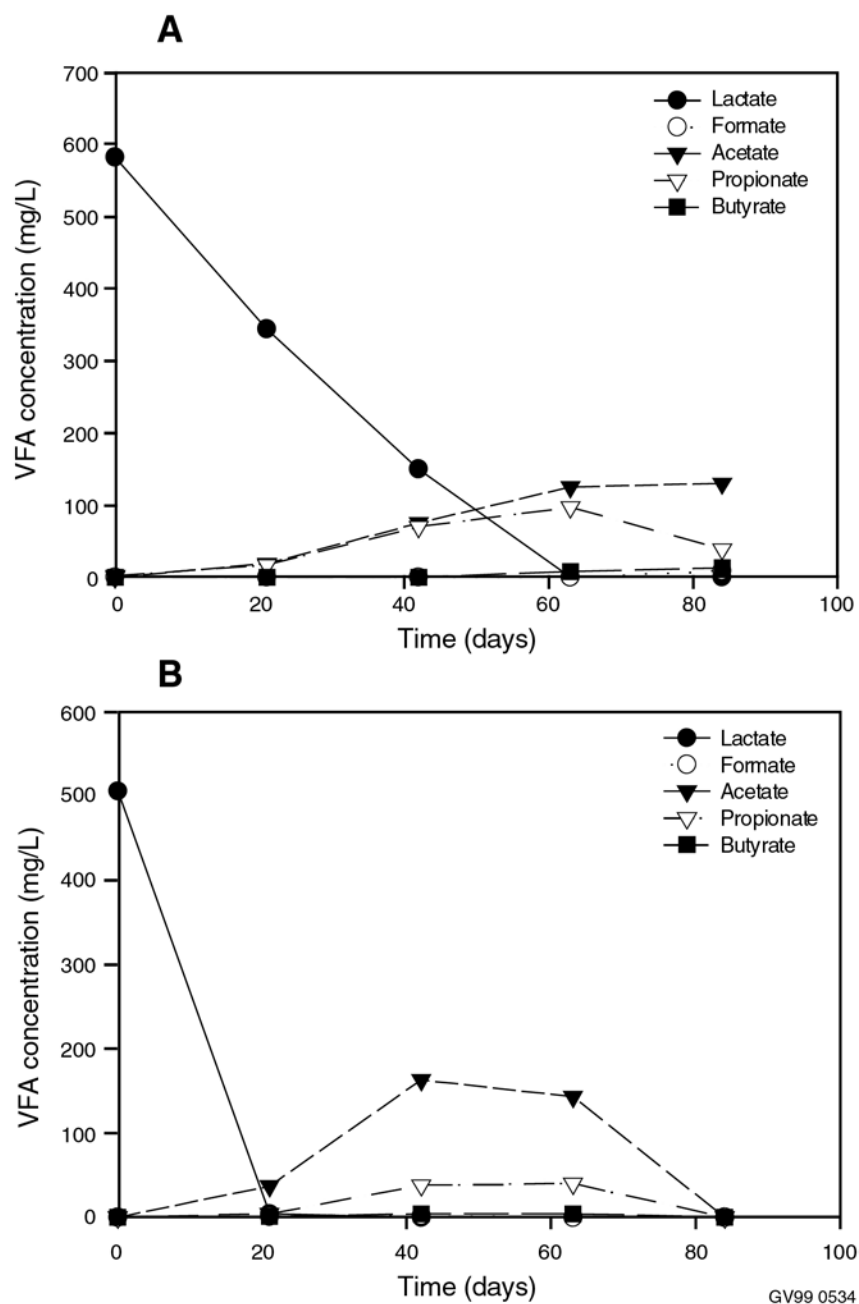 A
700
600
500
400
300
200
100
0
VFA concentration (mg/L)
Lactate
Formate
Acetate
Propionate
Butyrate
0 20 40 60 80 100
Time (days)
B
600
500
400
300
200
100
0
VFA concentration (mg/L)
Lactate
Formate
Acetate
Propionate
Butyrate
0 20 40 60 80 100
Time (days)
GV99 0534